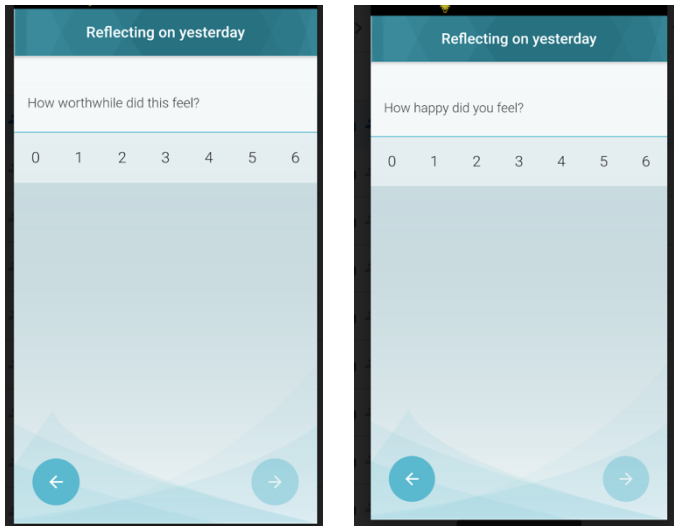 Reflecting on yesterday
How worthwhile did this feel?
0 1 2 3 4 5 6
Reflecting on yesterday
How happy did you feel?
0 1 2 3 4 5 6